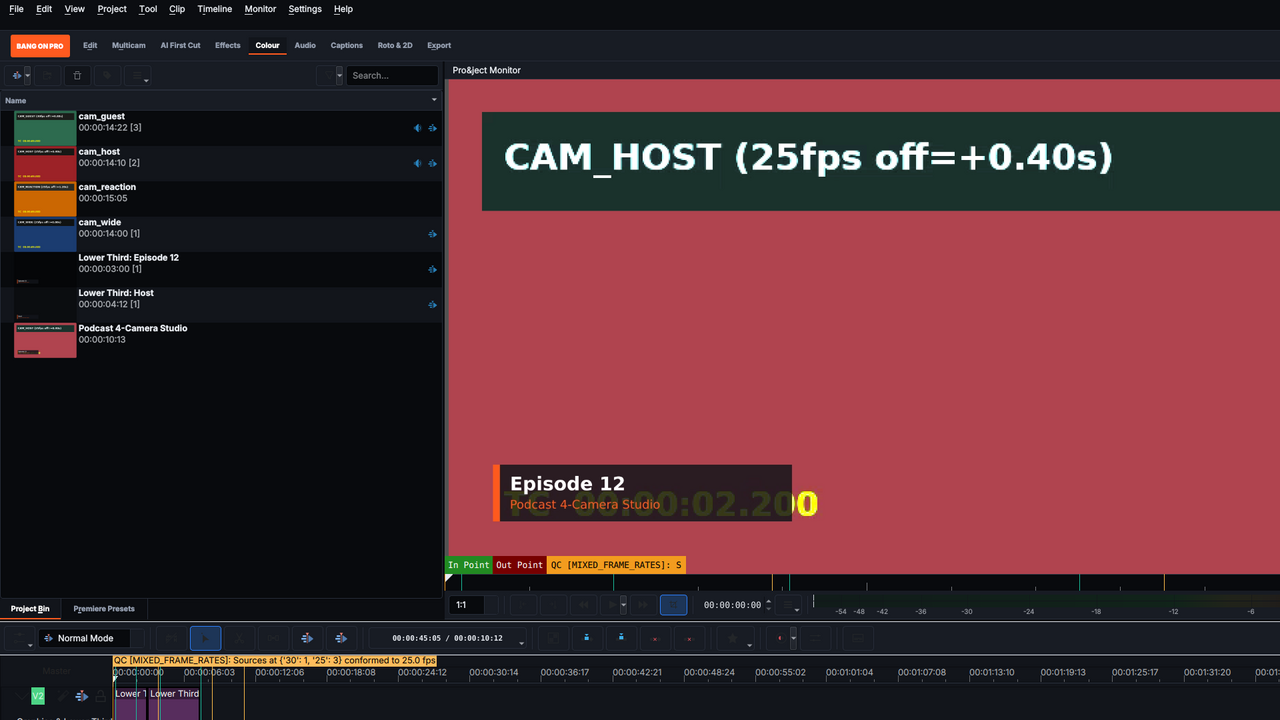 File Edit View Project Tool Clip Timeline Monitor Settings Help
BANG ON PRO Edit Multicam AI First Cut Effects Colour Audio Captions Roto & 2D Export
Search...
Pro&ject Monitor
Name
cam_guest
00:00:14:22 [3]
cam_host
00:00:14:10 [2]
cam_reaction
00:00:15:05
cam_wide
00:00:14:00 [1]
Lower Third: Episode 12
00:00:03:00 [1]
Lower Third: Host
00:00:04:12 [1]
Podcast 4-Camera Studio
00:00:10:13
CAM_HOST (25fps off=+0.40s)
Episode 12
Podcast 4-Camera Studio
TC 00:00:02.200
In Point Out Point QC [MIXED_FRAME_RATES]: S
1:1 00:00:00:00
-54 -48 -42 -36 -30 -24 -18 -12 -6
Project Bin Premiere Presets
Normal Mode 00:00:45:05 / 00:00:10:12
QC [MIXED_FRAME_RATES]: Sources at {'30': 1, '25': 3} conformed to 25.0 fps
Master 00:00:00:00 00:00:06:03 00:00:12:06 00:00:18:08 00:00:24:12 00:00:30:14 00:00:36:17 00:00:42:21 00:00:48:23 00:00:55:02 00:01:01:04 00:01:07:08 00:01:13:10 00:01:19:13 00:01:25:17 00:01:31:20
V2 Lower T Lower Third